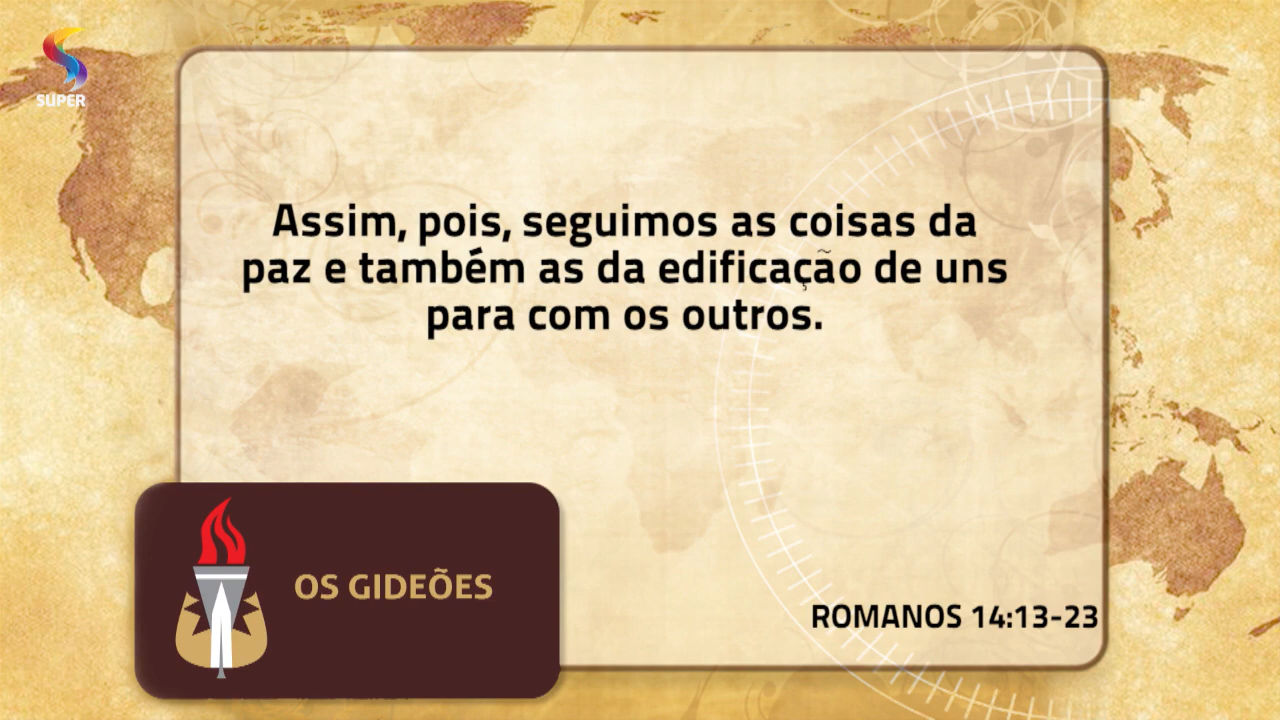 SUPER
Assim, pois, seguimos as coisas da
paz e também as da edificação de uns
para com os outros.
OS GIDEÕES
ROMANOS 14:13-23